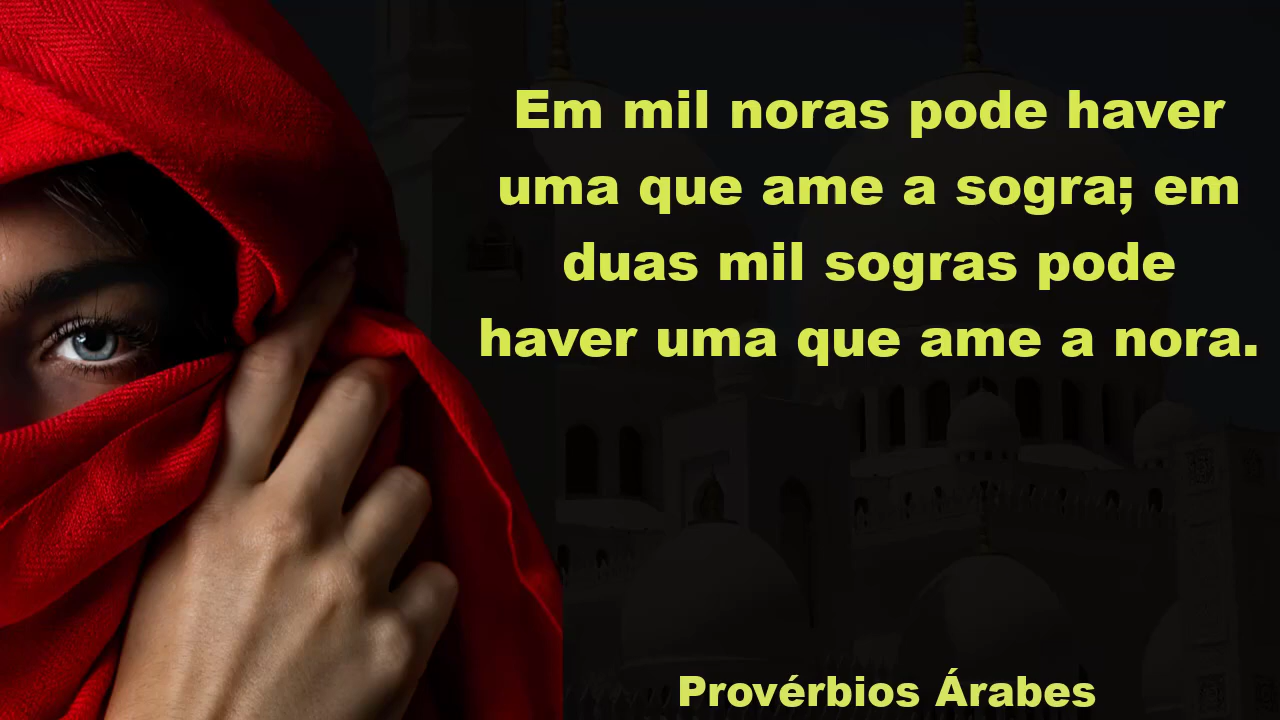 Em mil noras pode haver
uma que ame a sogra; em
duas mil sogras pode
haver uma que ame a nora.
Provérbios Árabes